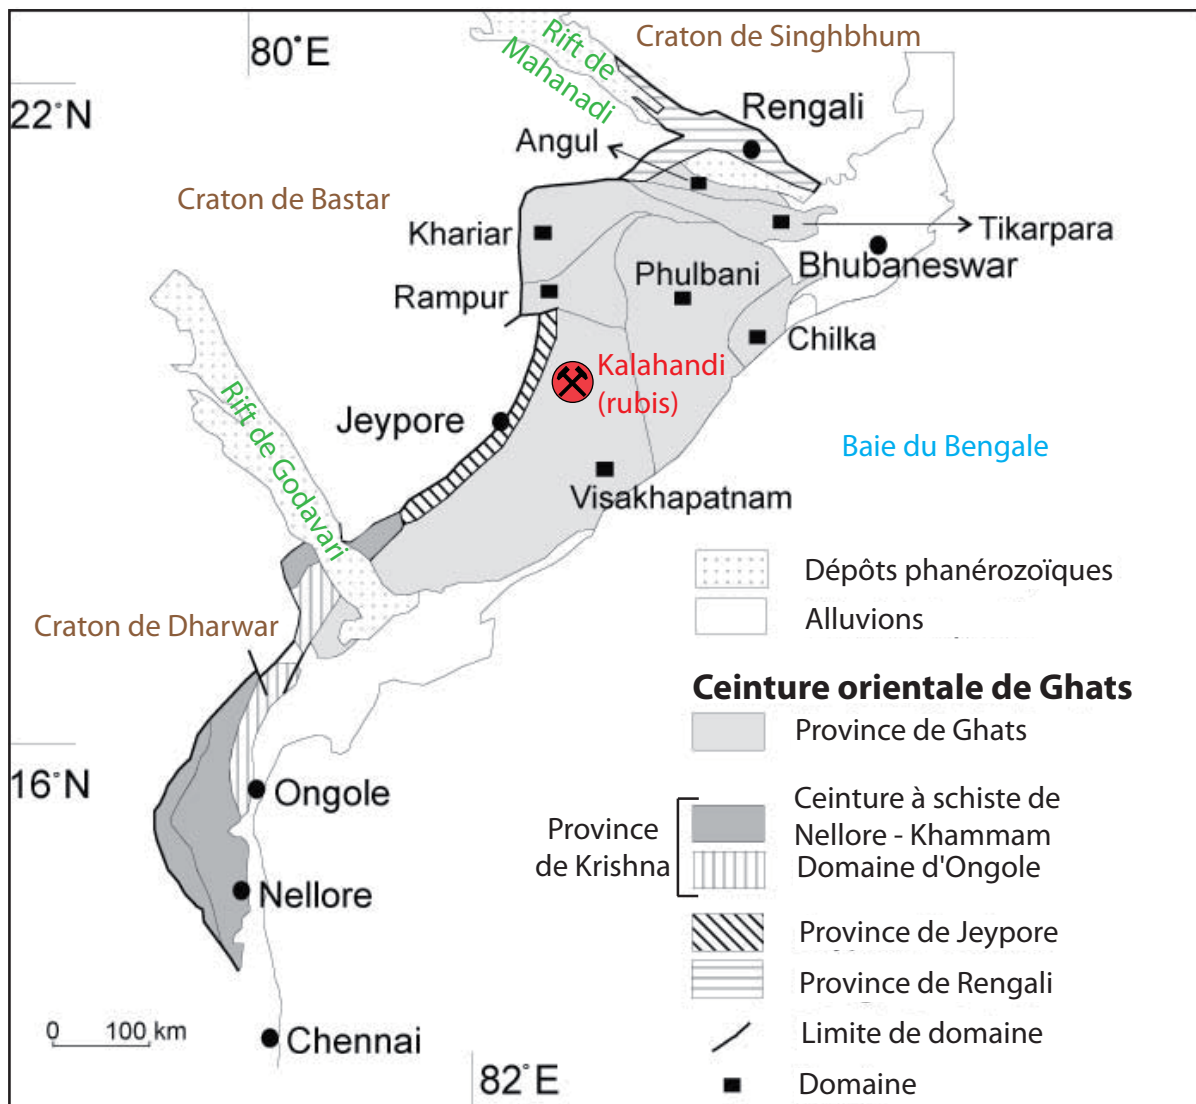 80°E
Rift de
Mahanadi
Craton de Singhbhum
22°N
Rengali
Angul
Craton de Bastar
Khariar
Tikarpara
Bhubaneswar
Phulbani
Rampur
Chilka
Kalahandi
(rubis)
Rift de Godavari
Jeypore
Baie du Bengale
Visakhapatnam
Dépôts phanérozoïques
Craton de Dharwar
Alluvions
Ceinture orientale de Ghats
Province de Ghats
16°N
Ongole
Province
de Krishna
Ceinture à schiste de
Nellore - Khammam
Domaine d'Ongole
Nellore
Province de Jeypore
Province de Rengali
0 100 km
Chennai
Limite de domaine
82°E
Domaine